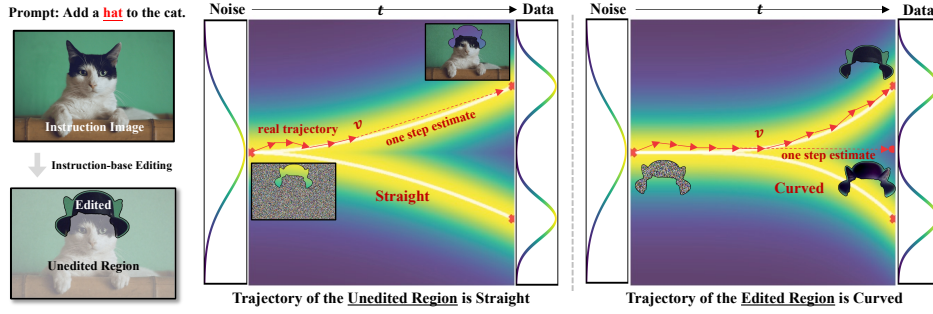 Prompt: Add a hat to the cat.
Instruction Image
Instruction-base Editing
Edited
Unedited Region
Noise
t
Data
real trajectory
v
one step estimate
Straight
Trajectory of the Unedited Region is Straight
Noise
t
Data
v
one step estimate
Curved
Trajectory of the Edited Region is Curved